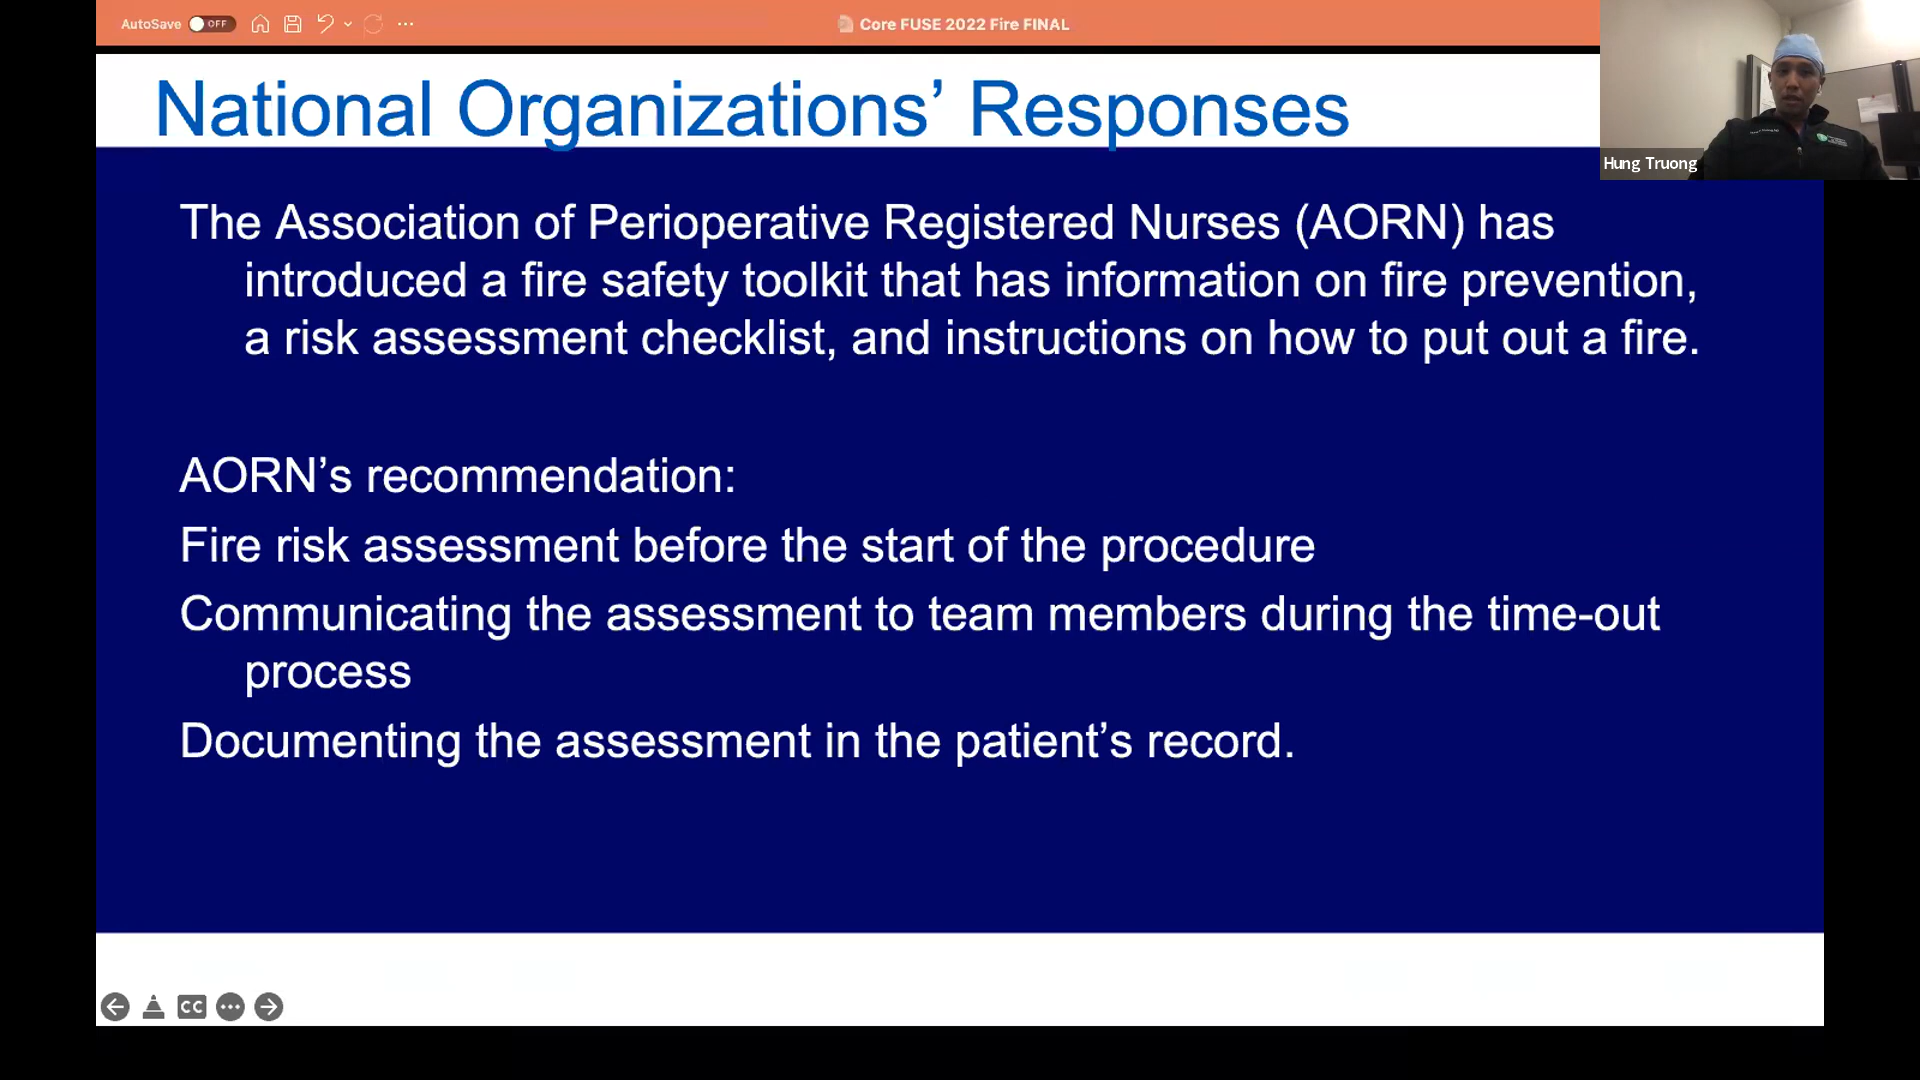 AutoSave OFF
Core FUSE 2022 Fire FINAL
National Organizations’ Responses
Hung Truong
The Association of Perioperative Registered Nurses (AORN) has
introduced a fire safety toolkit that has information on fire prevention,
a risk assessment checklist, and instructions on how to put out a fire.
AORN’s recommendation:
Fire risk assessment before the start of the procedure
Communicating the assessment to team members during the time-out
process
Documenting the assessment in the patient’s record.
CC